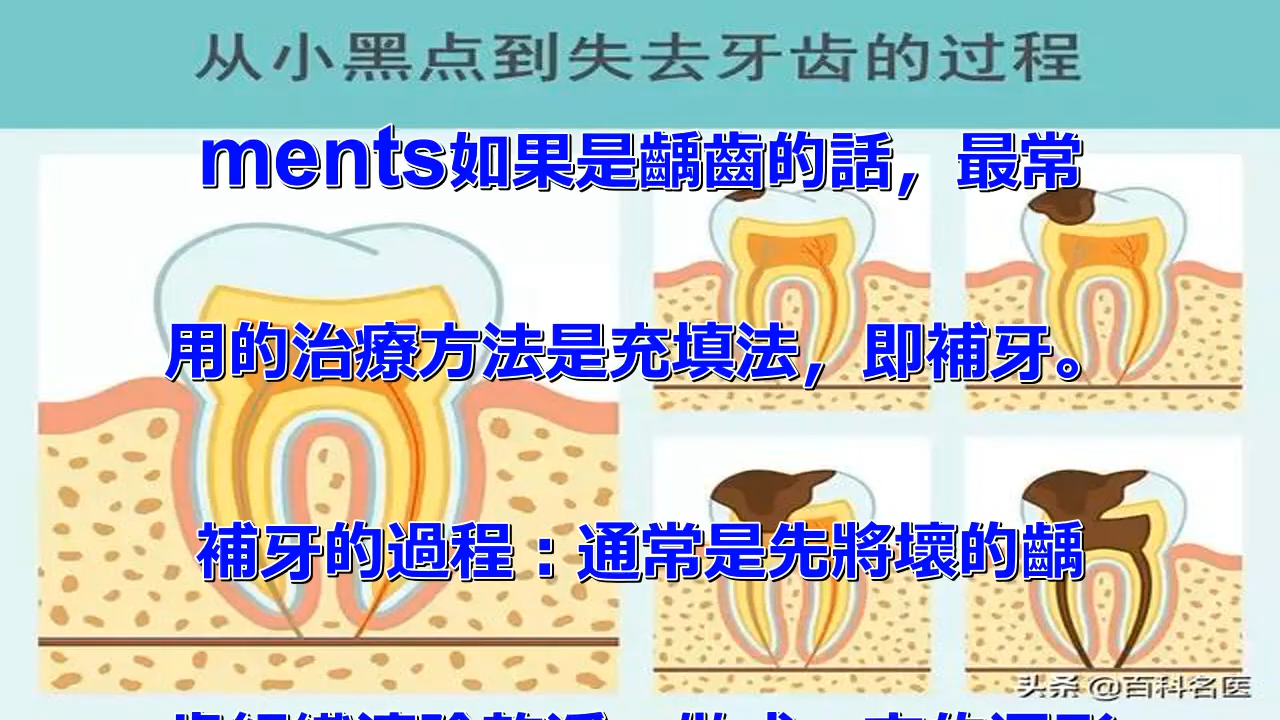 从小黑点到失去牙齿的过程
ments如果是齲齒的話，最常
用的治療方法是充填法，即補牙。
補牙的過程：通常是先將壞的齲
头条 @百科名医